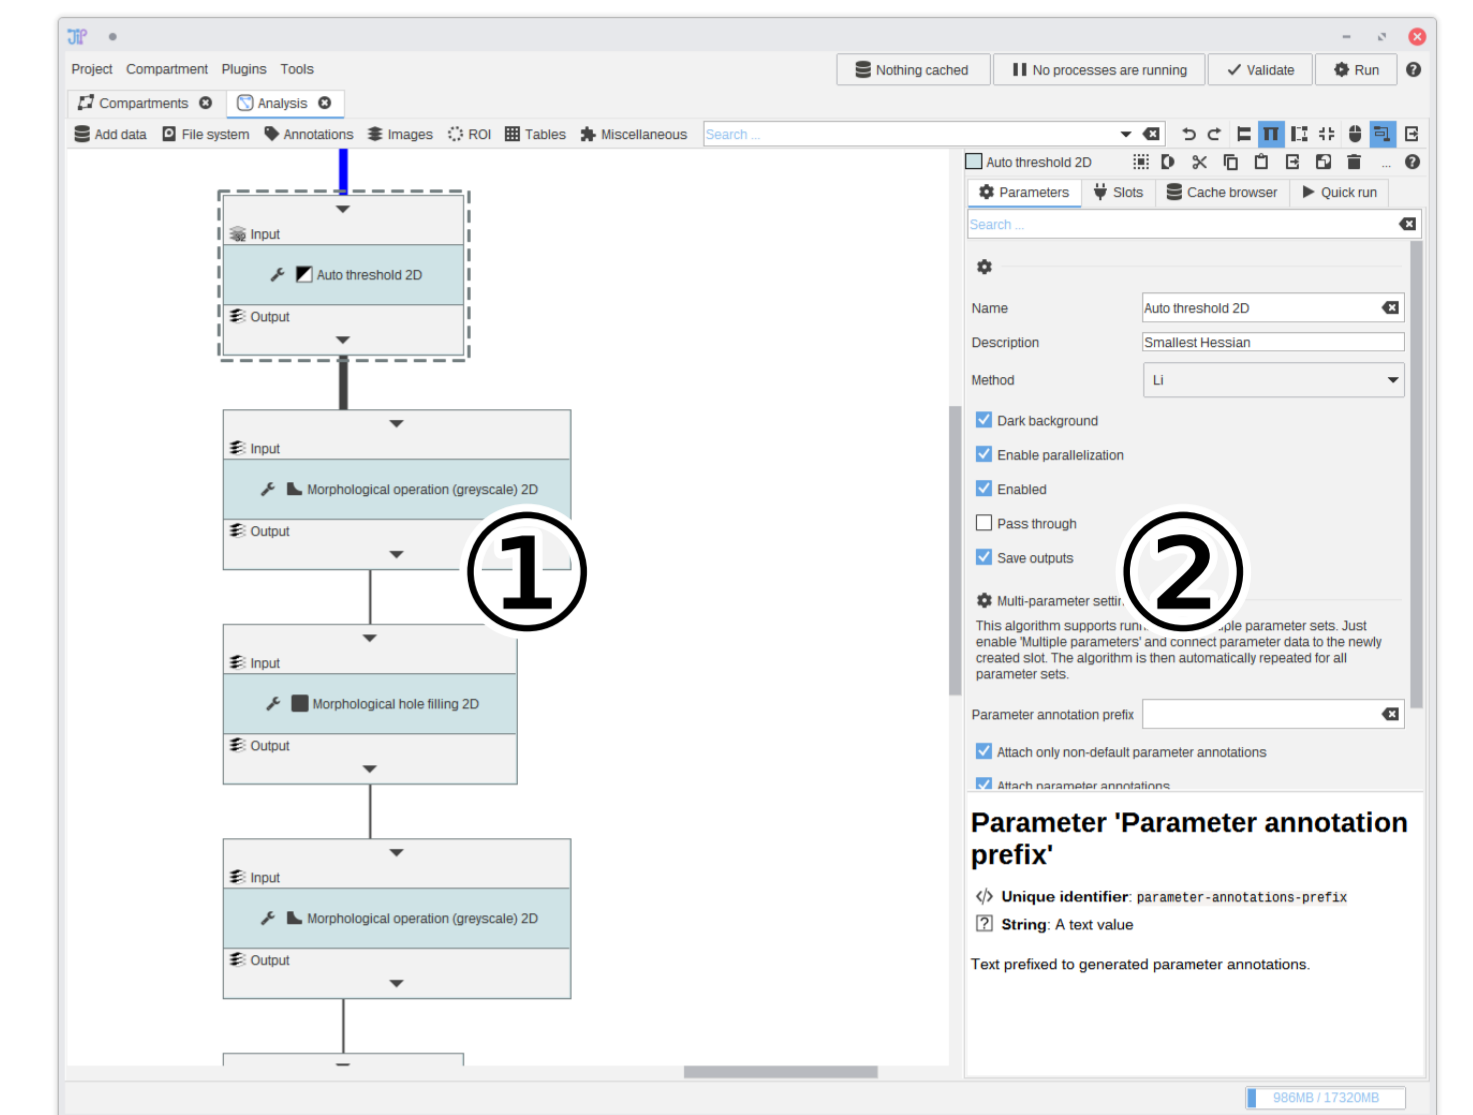 JIP
Project Compartment Plugins Tools
Nothing cached
No processes are running
Validate
Run
Compartments
Analysis
Add data File system Annotations Images ROI Tables Miscellaneous
Search ...
Input
Auto threshold 2D
Output
Input
Morphological operation (greyscale) 2D
Output
①
Input
Morphological hole filling 2D
Output
Input
Morphological operation (greyscale) 2D
Output
Auto threshold 2D
...
Parameters Slots Cache browser Quick run
Search ...
Name Auto threshold 2D
Description Smallest Hessian
Method Li
Dark background
Enable parallelization
Enabled
Pass through
Save outputs
②
Multi-parameter
This algorithm supports parameter sets. Just
enable 'Multiple parameters' and connect parameter data to the newly
created slot. The algorithm is then automatically repeated for all
parameter sets.
Parameter annotation prefix
Attach only non-default parameter annotations
Attach parameter annotations
Parameter 'Parameter annotation
prefix'
Unique identifier: parameter-annotations-prefix
String: A text value
Text prefixed to generated parameter annotations.
986MB / 17320MB